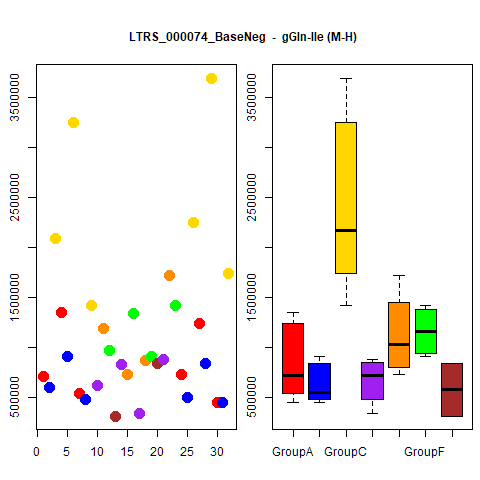 LTRS_000074_BaseNeg - gGln-Ile (M-H)
3500000
2500000
1500000
500000
0 5 10 15 20 25 30
3500000
2500000
1500000
500000
GroupA GroupC GroupF